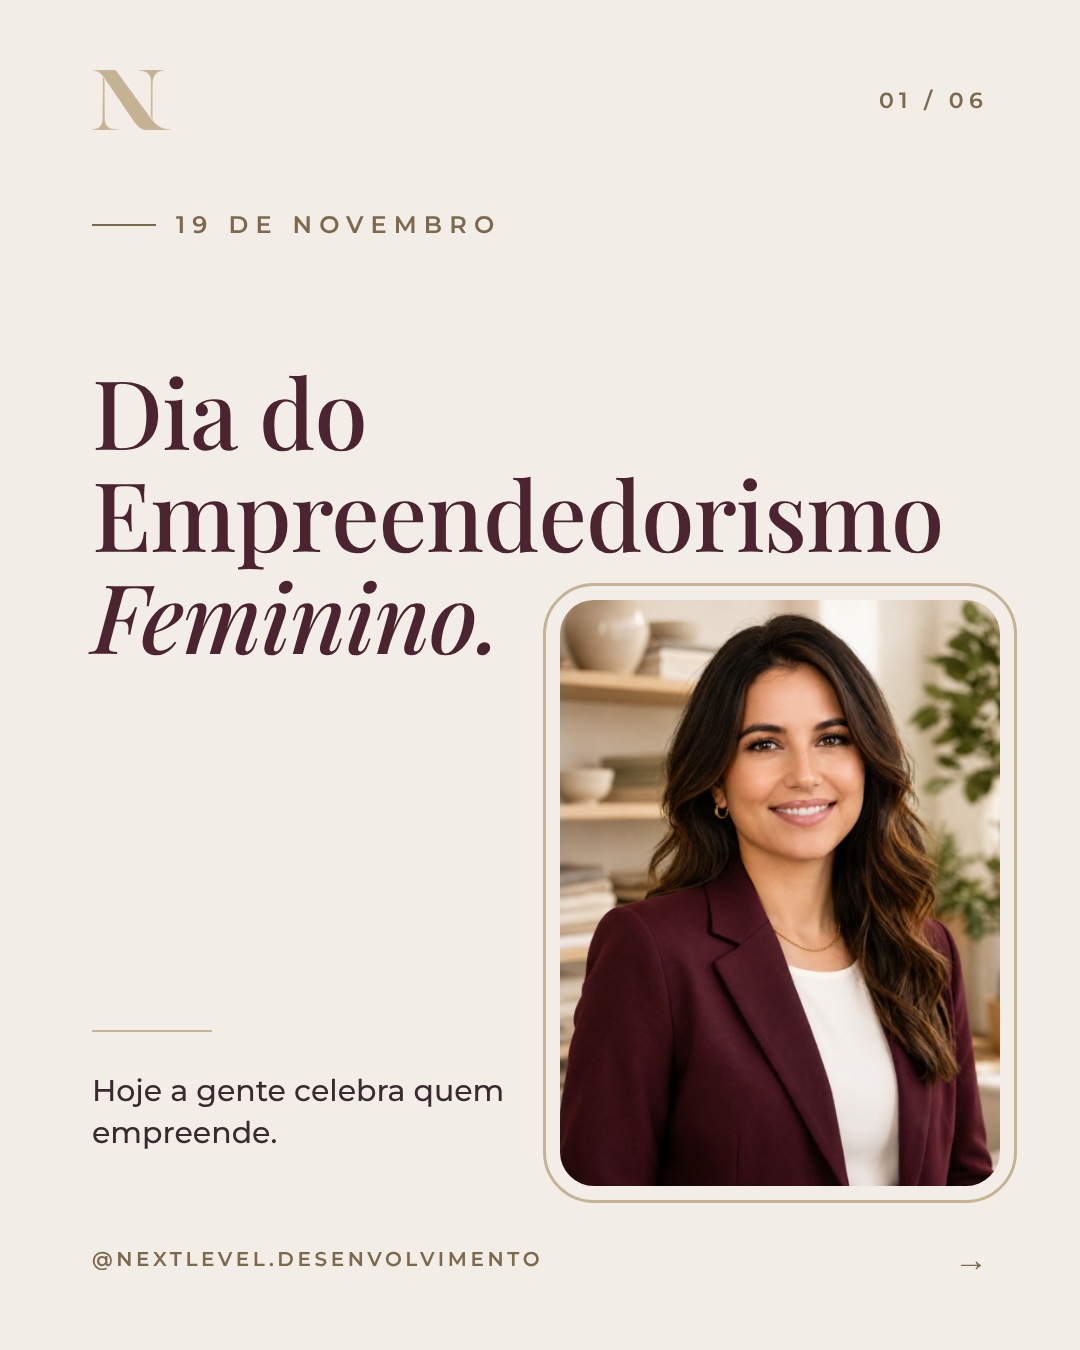 N
01 / 06
19 DE NOVEMBRO
Dia do
Empreendedorismo
Feminino.
Hoje a gente celebra quem
empreende.
@NEXTLEVEL.DESENVOLVIMENTO
→